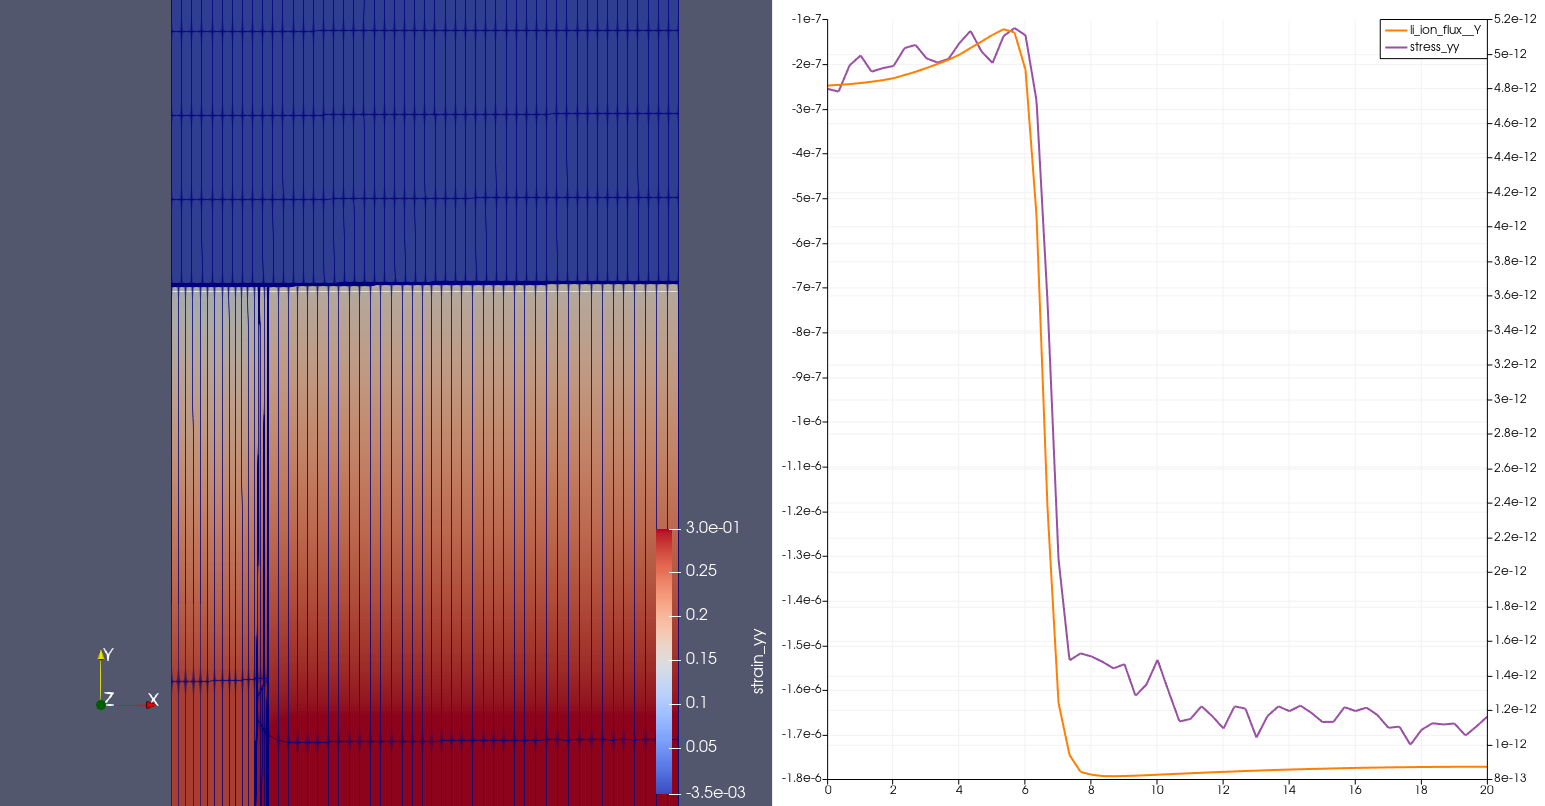 Y
Z
X
3.0e-01
0.25
0.2
0.15
0.1
0.05
-3.5e-03
strain_yy
-1e-7
-2e-7
-3e-7
-4e-7
-5e-7
-6e-7
-7e-7
-8e-7
-9e-7
-1e-6
-1.1e-6
-1.2e-6
-1.3e-6
-1.4e-6
-1.5e-6
-1.6e-6
-1.7e-6
-1.8e-6
li_ion_flux__Y
stress_yy
5.2e-12
5e-12
4.8e-12
4.6e-12
4.4e-12
4.2e-12
4e-12
3.8e-12
3.6e-12
3.4e-12
3.2e-12
3e-12
2.8e-12
2.6e-12
2.4e-12
2.2e-12
2e-12
1.8e-12
1.6e-12
1.4e-12
1.2e-12
1e-12
8e-13
0 2 4 6 8 10 12 14 16 18 20